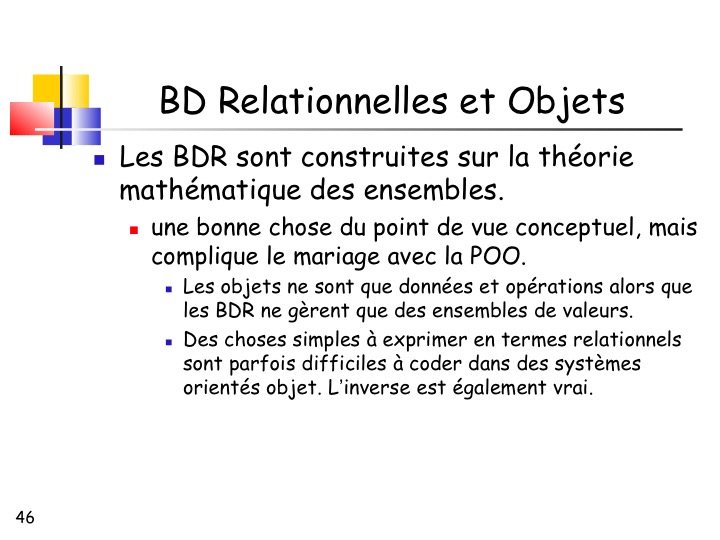 BD Relationnelles et Objets
Les BDR sont construites sur la théorie
mathématique des ensembles.
une bonne chose du point de vue conceptuel, mais
complique le mariage avec la POO.
Les objets ne sont que données et opérations alors que
les BDR ne gèrent que des ensembles de valeurs.
Des choses simples à exprimer en termes relationnels
sont parfois difficiles à coder dans des systèmes
orientés objet. L’inverse est également vrai.
46